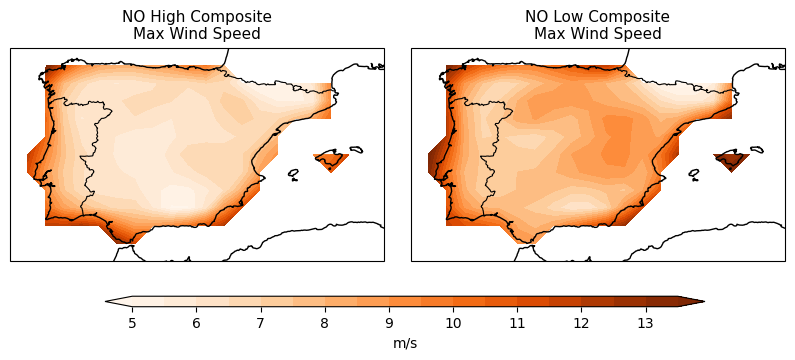 NO High Composite
Max Wind Speed
NO Low Composite
Max Wind Speed
5 6 7 8 9 10 11 12 13
m/s